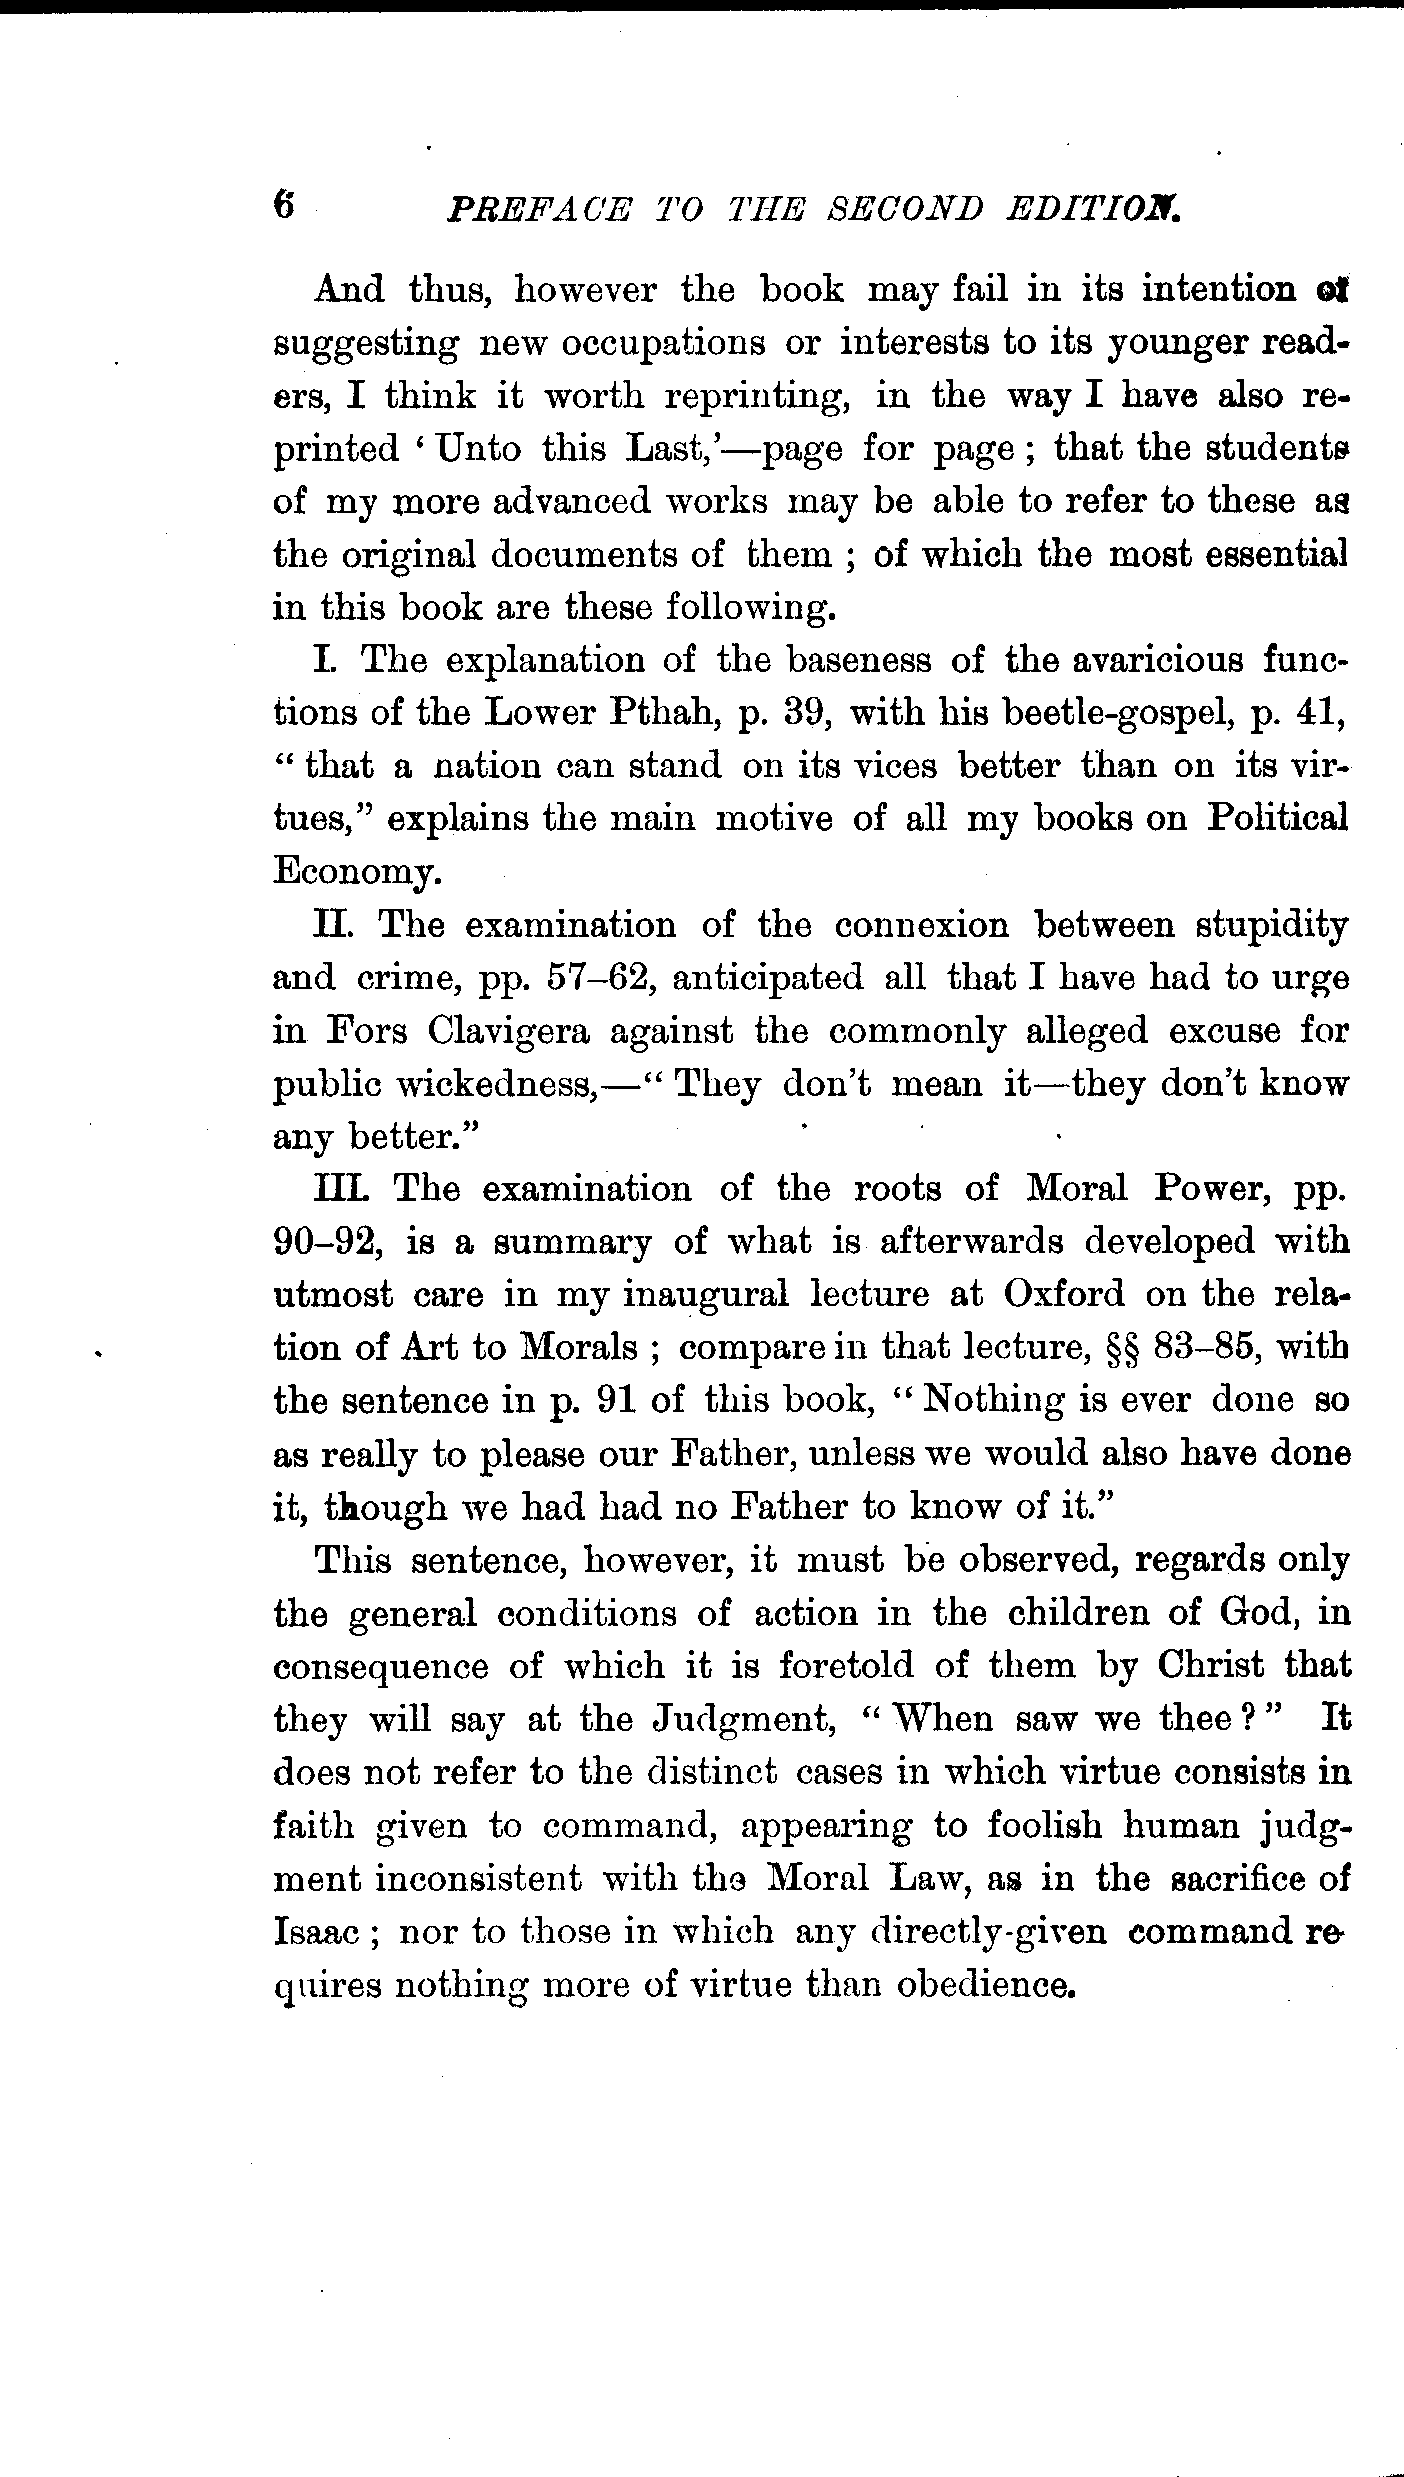 6 PREFACE TO THE SECOND EDITION.
And thus, however the book may fail in its intention of
suggesting new occupations or interests to its younger read-
ers, I think it worth reprinting, in the way I have also re-
printed ‘Unto this Last,’—page for page; that the students
of my more advanced works may be able to refer to these as
the original documents of them; of which the most essential
in this book are these following.
I. The explanation of the baseness of the avaricious func-
tions of the Lower Pthah, p. 39, with his beetle-gospel, p. 41,
“that a nation can stand on its vices better than on its vir-
tues,” explains the main motive of all my books on Political
Economy.
II. The examination of the connexion between stupidity
and crime, pp. 57–62, anticipated all that I have had to urge
in Fors Clavigera against the commonly alleged excuse for
public wickedness,—“They don't mean it—they don't know
any better.”
III. The examination of the roots of Moral Power, pp.
90–92, is a summary of what is afterwards developed with
utmost care in my inaugural lecture at Oxford on the rela-
tion of Art to Morals; compare in that lecture, §§ 83–85, with
the sentence in p. 91 of this book, “Nothing is ever done so
as really to please our Father, unless we would also have done
it, though we had had no Father to know of it.”
This sentence, however, it must be observed, regards only
the general conditions of action in the children of God, in
consequence of which it is foretold of them by Christ that
they will say at the Judgment, “When saw we thee?” It
does not refer to the distinct cases in which virtue consists in
faith given to command, appearing to foolish human judg-
ment inconsistent with the Moral Law, as in the sacrifice of
Isaac; nor to those in which any directly-given command re-
quires nothing more of virtue than obedience.